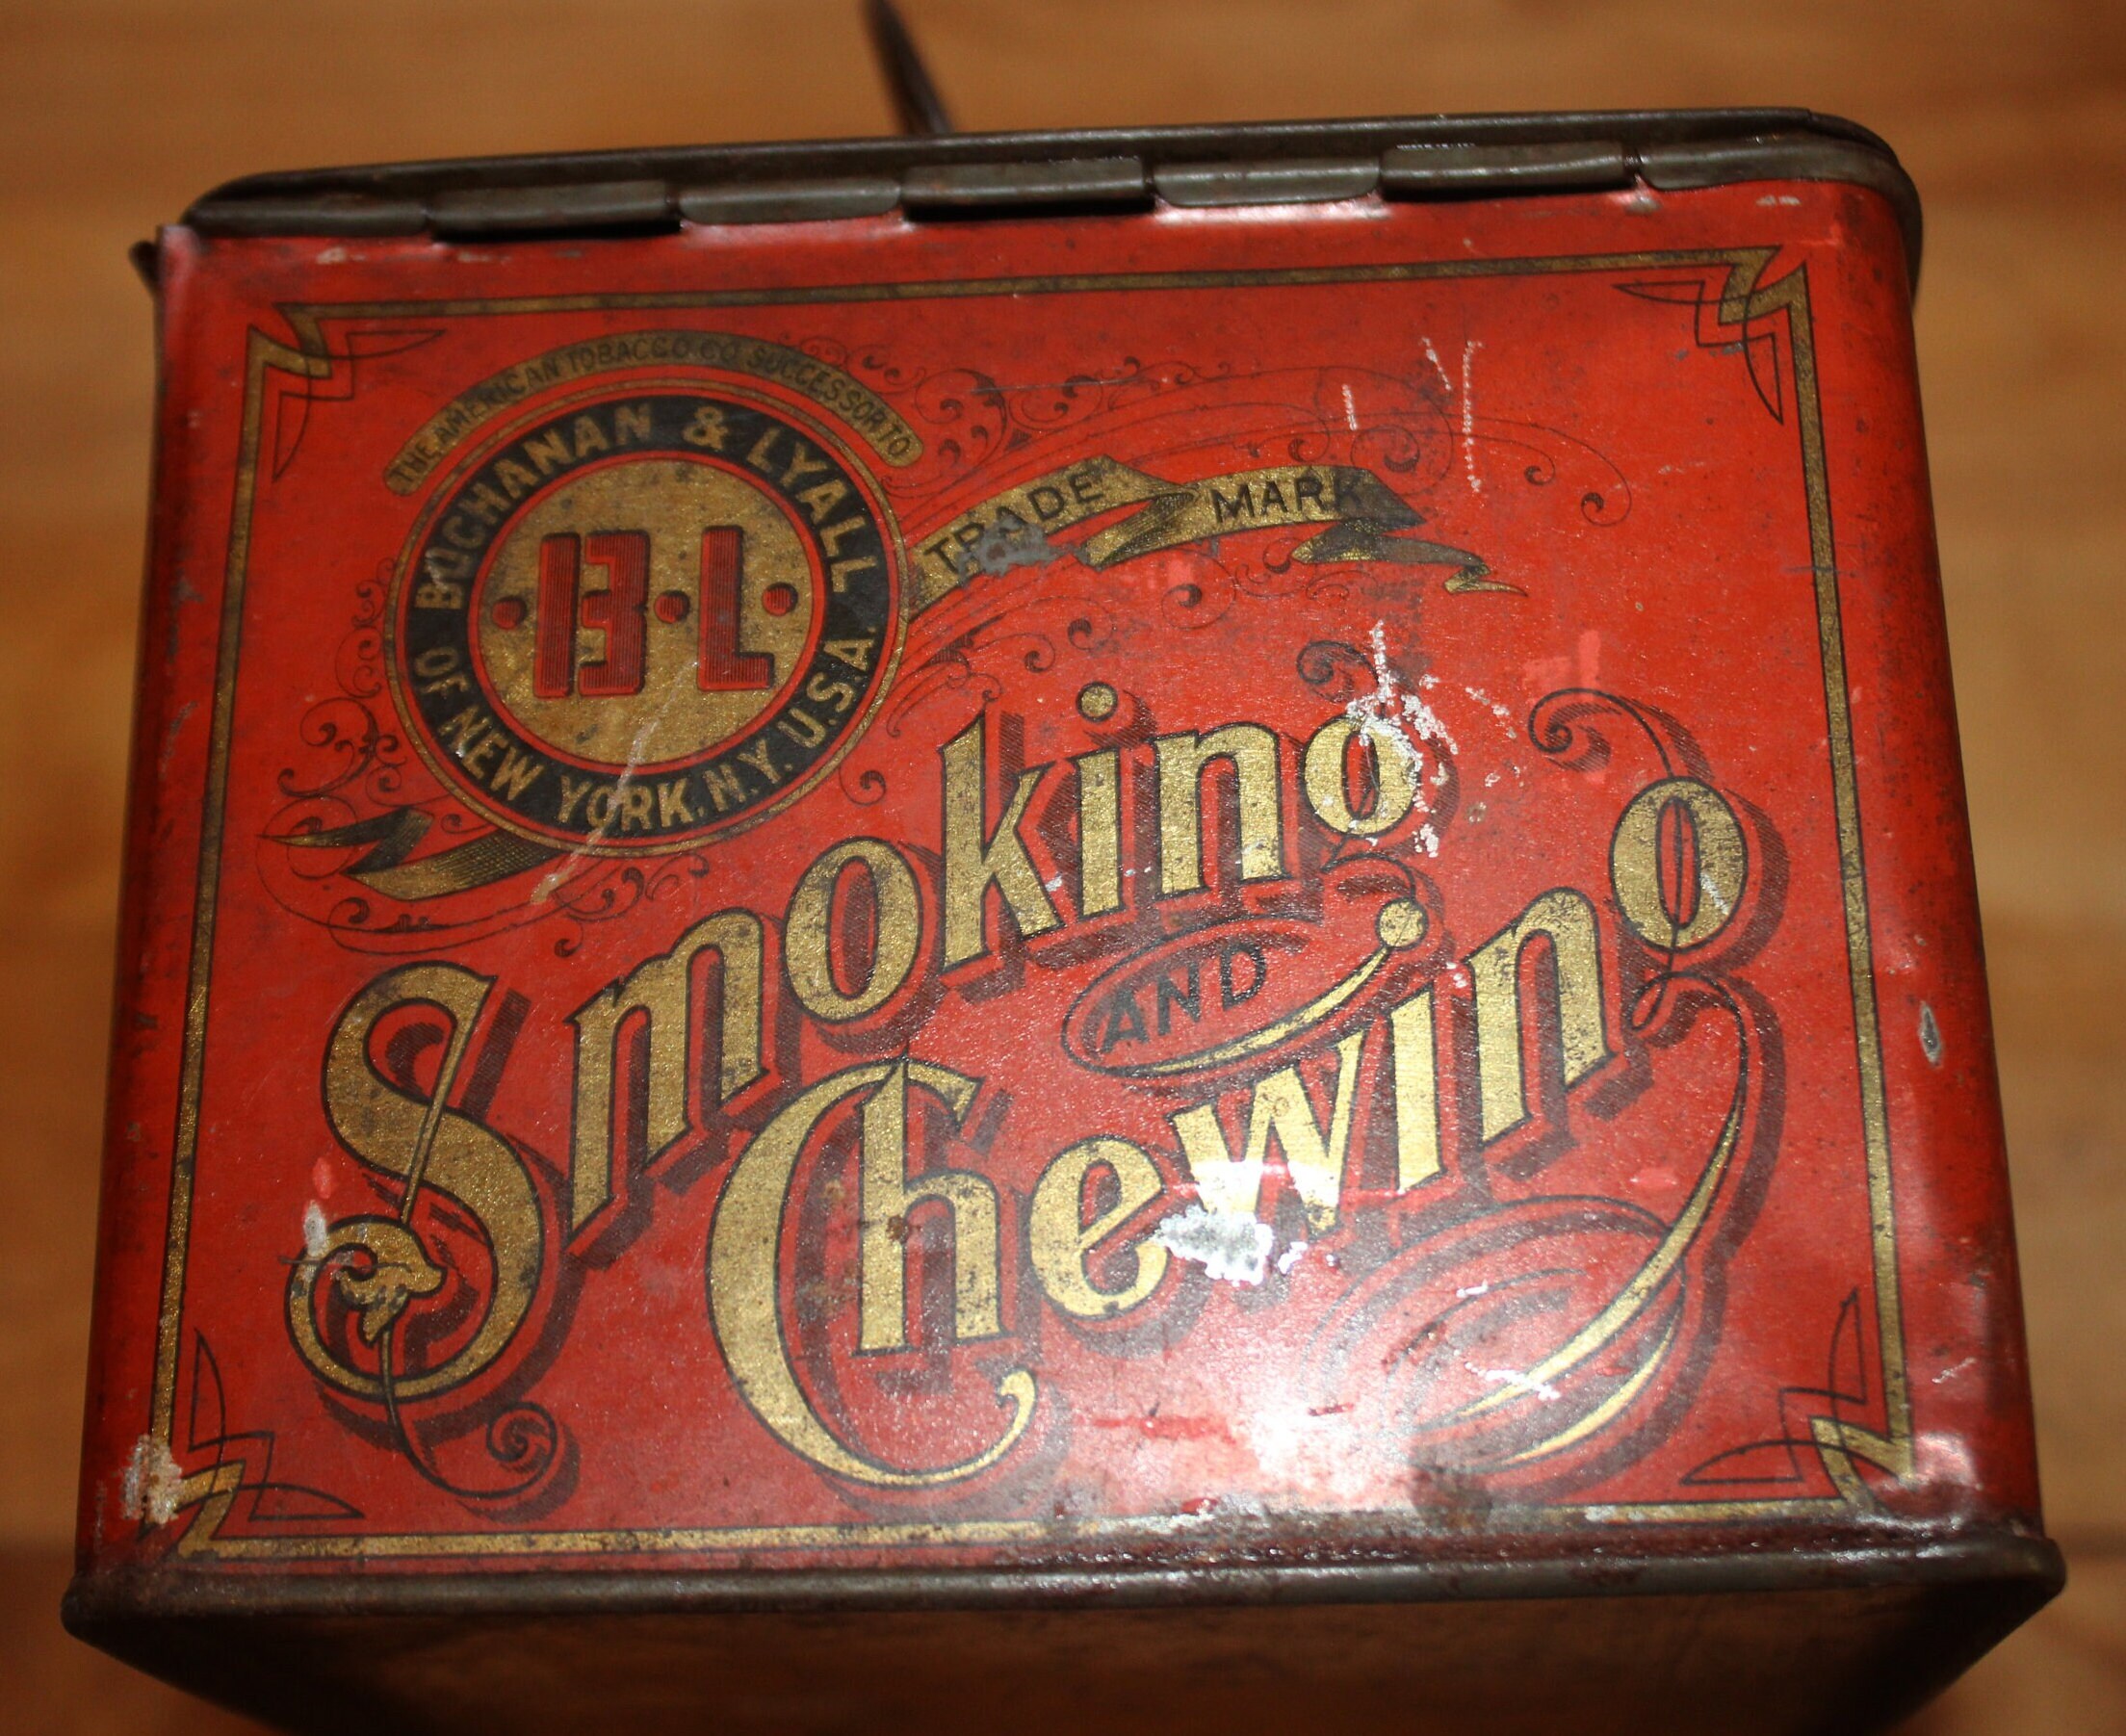 THE AMERICAN TOBACCO CO. SUCCESSOR TO
BUCHANAN & LYALL
OF NEW YORK, N.Y. U.S.A.
·B·L·
TRADE MARK
Smoking
AND
Chewing